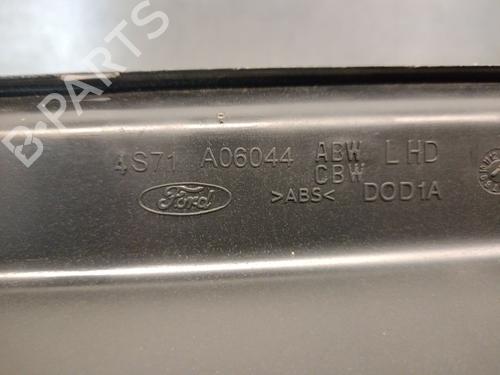 B-PARTS
4S71 A06044 ABW LHD
CBW
Ford >ABS< DOD1A